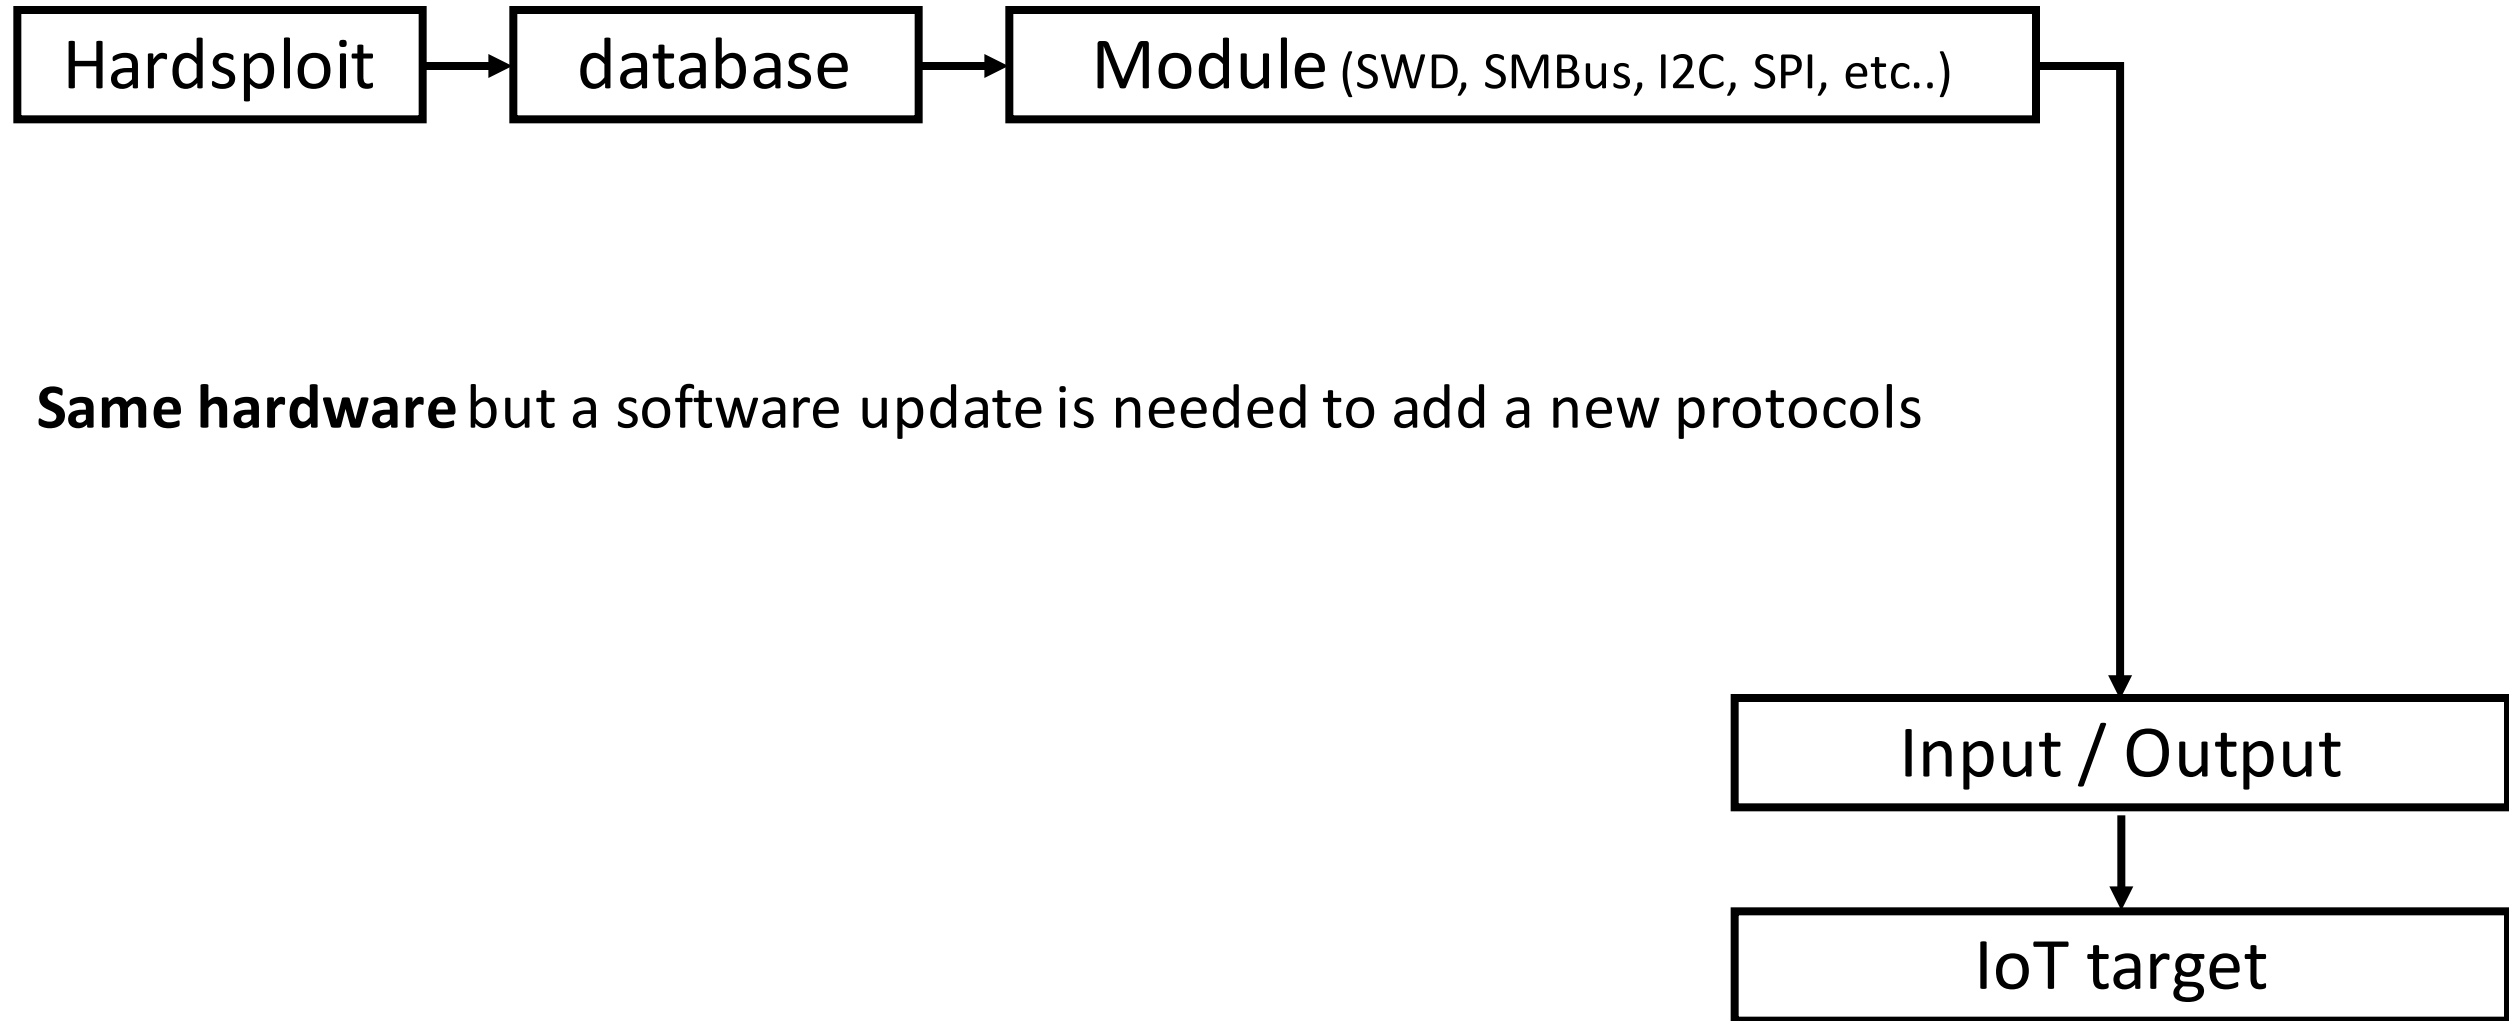 Hardsploit
database
Module (SWD, SMBus, I2C, SPI, etc..)
Same hardware but a software update is needed to add a new protocols
Input / Output
IoT target